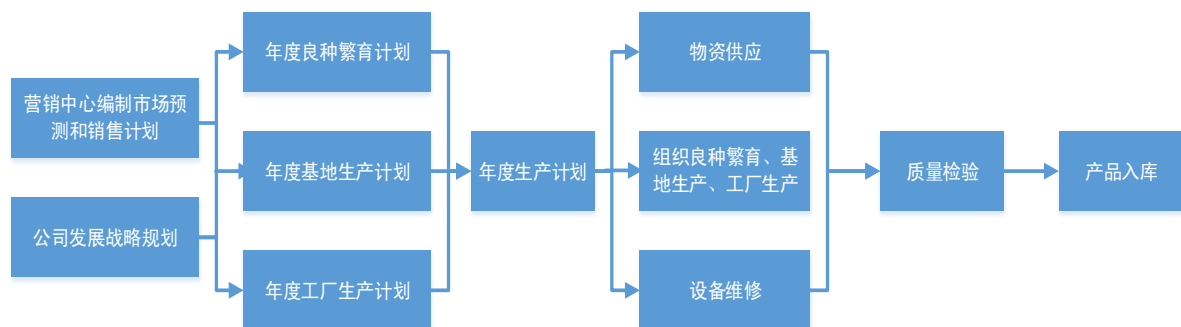 营销中心编制市场预
测和销售计划
公司发展战略规划
年度良种繁育计划
年度基地生产计划
年度工厂生产计划
年度生产计划
物资供应
组织良种繁育、基
地生产、工厂生产
设备维修
质量检验
产品入库